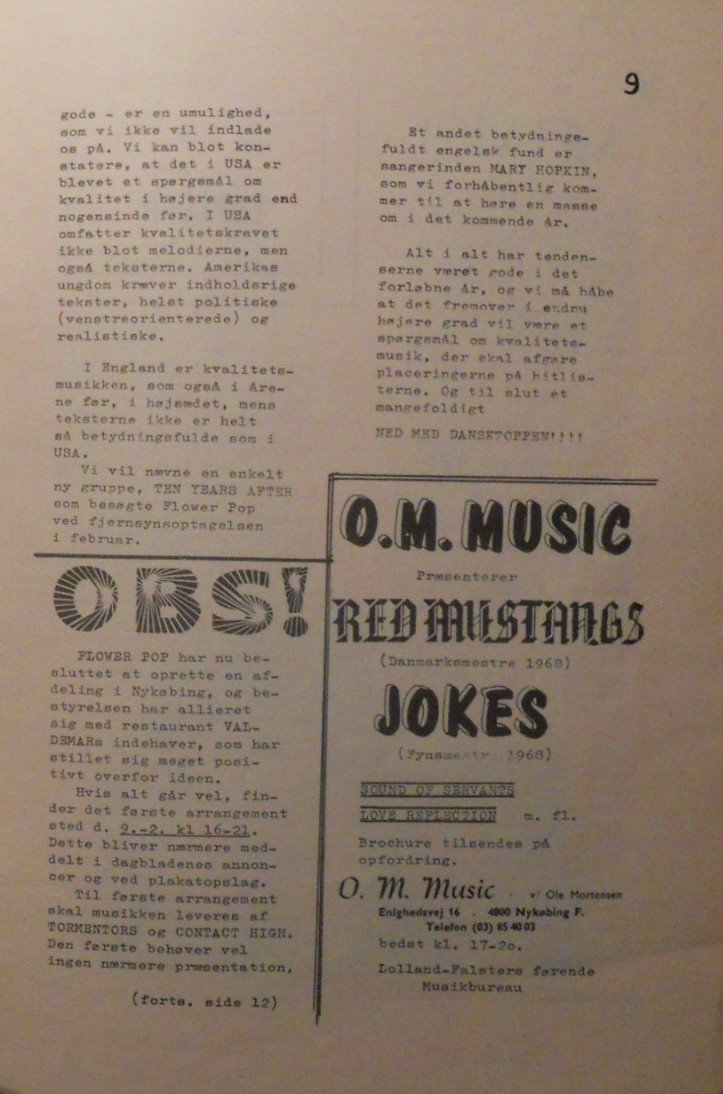 9
gode - er en umulighed,
som vi ikke vil indlade
os på. Vi kan blot kon-
statere, at det i USA er
blevet et spørgsmål om
kvalitet i højere grad end
nogensinde før. I USA
omfatter kvalitetskravet
ikke blot melodierne, men
også teksterne. Amerikas
ungdom kræver indholdsrige
tekster, helst politiske
(venstreorienterede) og
realistiske.
I England er kvalitets-
musikken, som også i åre-
ne før, i højsædet, mens
teksterne ikke er helt
så betydningsfulde som i
USA.
Vi vil nævne en enkelt
ny gruppe, TEN YEARS AFTER
som besøgte Flower Pop
ved fjernsynsoptagelsen
i februar.
Et andet betydnings-
fuldt engelsk fund er
sangerinden MARY HOPKIN,
som vi forhåbentlig kom-
mer til at høre en masse
om i det kommende år.
Alt i alt har tenden-
serne været gode i det
forløbne år, og vi må håbe
at det fremover i endnu
højere grad vil være et
spørgsmål om kvalitets-
musik, der skal afgøre
placeringerne på hitlis-
terne. Og til slut et
mangefoldigt
NED MED DANSKTOPPEN!!!!
OBS!
FLOWER POP har nu be-
sluttet at oprette en af-
deling i Nykøbing, og be-
styrelsen har allieret
sig med restaurant VAL-
DEMARs indehaver, som har
stillet sig meget posi-
tivt overfor ideen.
Hvis alt går vel, fin-
der det første arrangement
sted d. 9.-2. kl 16-21.
Dette bliver nærmere med-
delt i dagbladenes annon-
cer og ved plakatopslag.
Til første arrangement
skal musikken leveres af
TORMENTORS og CONTACT HIGH.
Den første behøver vel
ingen nærmere præsentation,
(forts. side 12)
O.M. MUSIC
Præsenterer
RED MUSTANGS
(Danmarksmestre 1968)
JOKES
(Fynsmestr 1968)
SOUND OF SERVANTS
LOVE REFLECTION m. fl.
Brochure tilsendes på
opfordring.
O. M. Music - v/ Ole Mortensen
Enighedsvej 16 . 4800 Nykøbing F.
Telefon (03) 85 40 03
bedst kl. 17-20.
Lolland-Falsters førende
Musikbureau